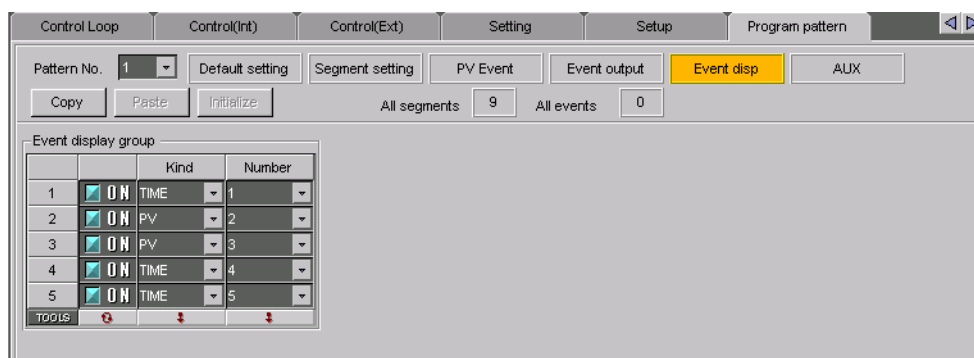 Control Loop Control(Int) Control(Ext) Setting Setup Program pattern
Pattern No. 1 Default setting Segment setting PV Event Event output Event disp AUX
Copy Paste Initialize All segments 9 All events 0
Event display group
Kind Number
1 ON TIME 1
2 ON PV 2
3 ON PV 3
4 ON TIME 4
5 ON TIME 5
TOOLS